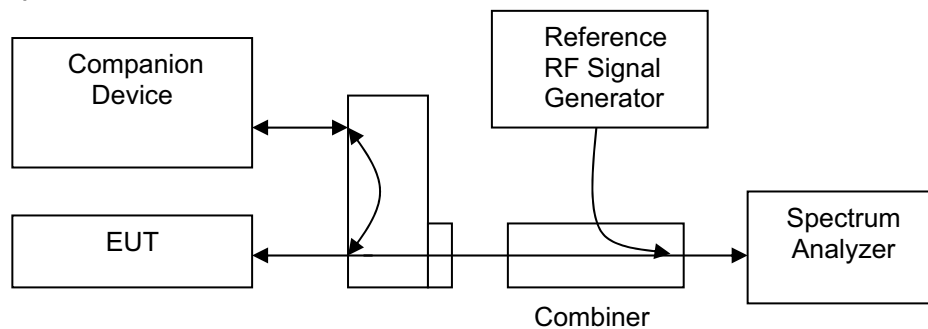 Companion
Device
Reference
RF Signal
Generator
EUT
Spectrum
Analyzer
Combiner